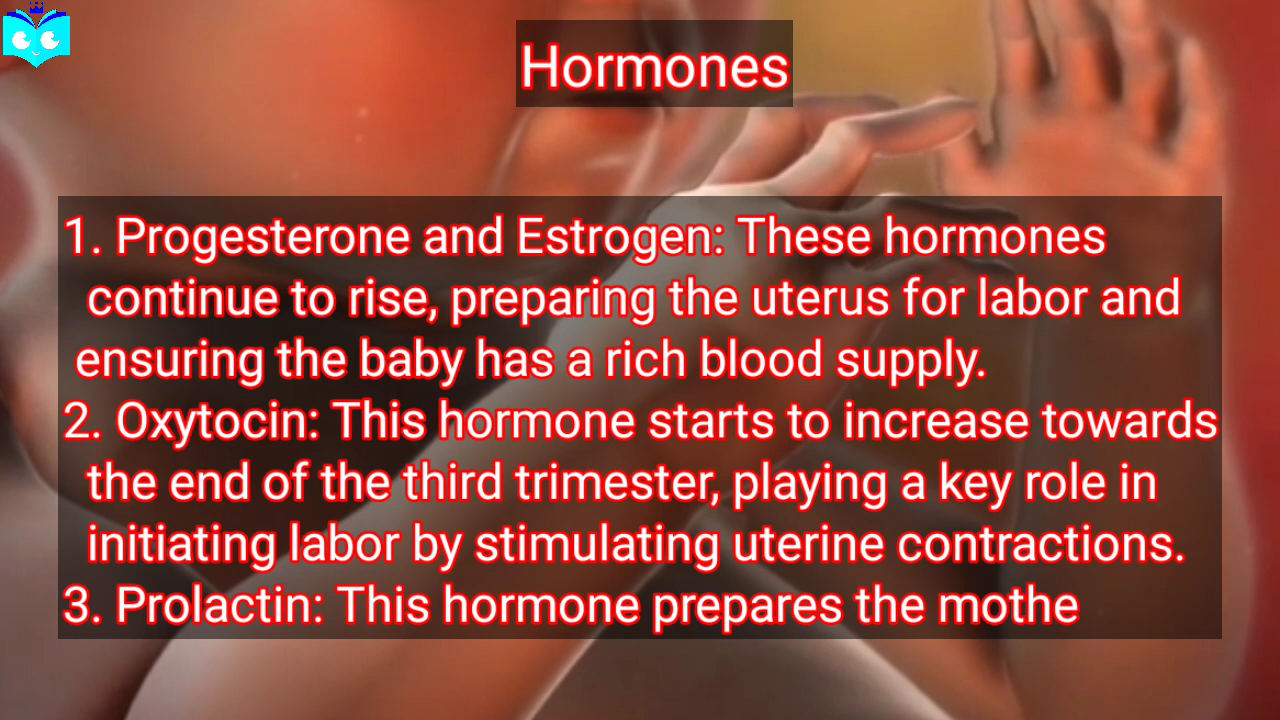 Hormones
1. Progesterone and Estrogen: These hormones
continue to rise, preparing the uterus for labor and
ensuring the baby has a rich blood supply.
2. Oxytocin: This hormone starts to increase towards
the end of the third trimester, playing a key role in
initiating labor by stimulating uterine contractions.
3. Prolactin: This hormone prepares the mothe